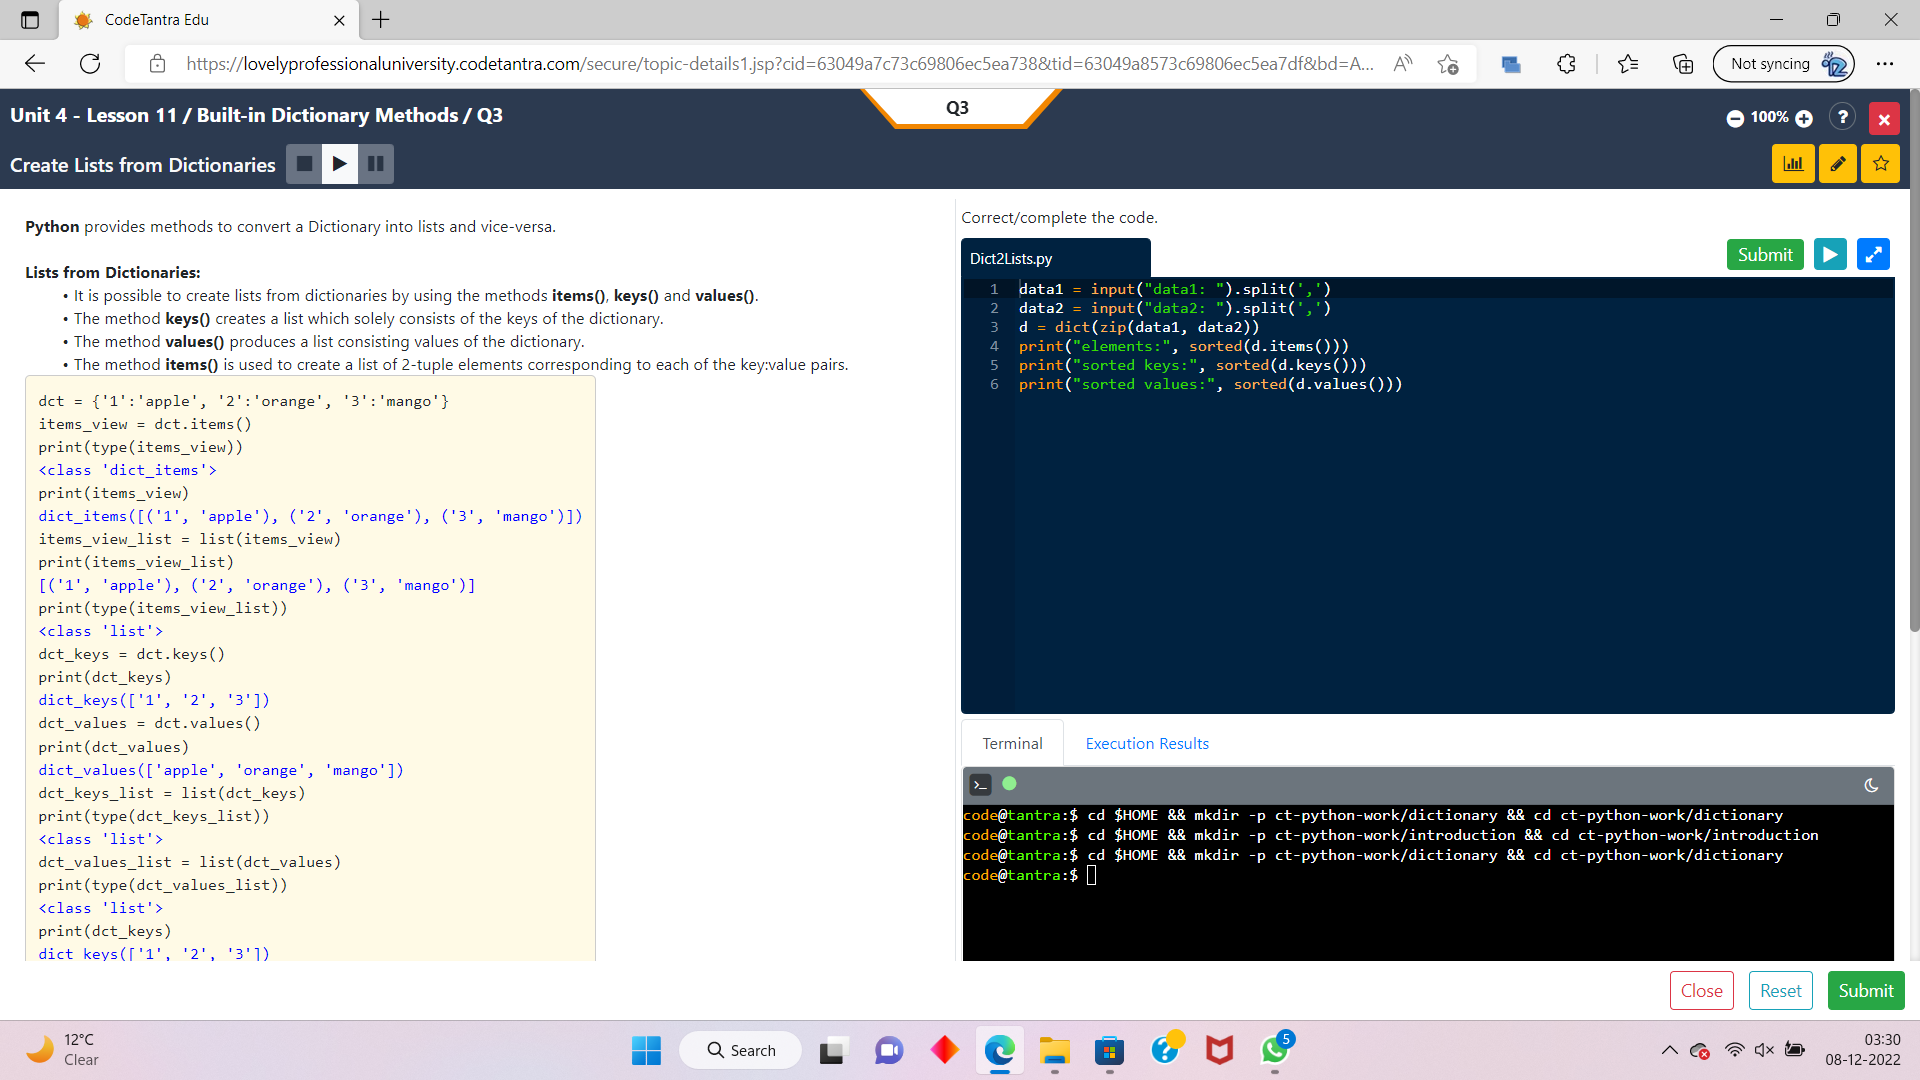 CodeTantra Edu
https://lovelyprofessionaluniversity.codetantra.com/secure/topic-details1.jsp?cid=63049a7c73c69806ec5ea738&tid=63049a8573c69806ec5ea7df&bd=A...
Not syncing
Unit 4 - Lesson 11 / Built-in Dictionary Methods / Q3
Q3
100%
?
Create Lists from Dictionaries
Python provides methods to convert a Dictionary into lists and vice-versa.
Lists from Dictionaries:
• It is possible to create lists from dictionaries by using the methods items(), keys() and values().
• The method keys() creates a list which solely consists of the keys of the dictionary.
• The method values() produces a list consisting values of the dictionary.
• The method items() is used to create a list of 2-tuple elements corresponding to each of the key:value pairs.
dct = {'1':'apple', '2':'orange', '3':'mango'}
items_view = dct.items()
print(type(items_view))
<class 'dict_items'>
print(items_view)
dict_items([('1', 'apple'), ('2', 'orange'), ('3', 'mango')])
items_view_list = list(items_view)
print(items_view_list)
[('1', 'apple'), ('2', 'orange'), ('3', 'mango')]
print(type(items_view_list))
<class 'list'>
dct_keys = dct.keys()
print(dct_keys)
dict_keys(['1', '2', '3'])
dct_values = dct.values()
print(dct_values)
dict_values(['apple', 'orange', 'mango'])
dct_keys_list = list(dct_keys)
print(type(dct_keys_list))
<class 'list'>
dct_values_list = list(dct_values)
print(type(dct_values_list))
<class 'list'>
print(dct_keys)
dict_keys(['1', '2', '3'])
Correct/complete the code.
Dict2Lists.py
Submit
1 data1 = input("data1: ").split(',')
2 data2 = input("data2: ").split(',')
3 d = dict(zip(data1, data2))
4 print("elements:", sorted(d.items()))
5 print("sorted keys:", sorted(d.keys()))
6 print("sorted values:", sorted(d.values()))
Terminal
Execution Results
code@tantra:$ cd $HOME && mkdir -p ct-python-work/dictionary && cd ct-python-work/dictionary
code@tantra:$ cd $HOME && mkdir -p ct-python-work/introduction && cd ct-python-work/introduction
code@tantra:$ cd $HOME && mkdir -p ct-python-work/dictionary && cd ct-python-work/dictionary
code@tantra:$
Close
Reset
Submit
12°C
Clear
Search
5
03:30
08-12-2022